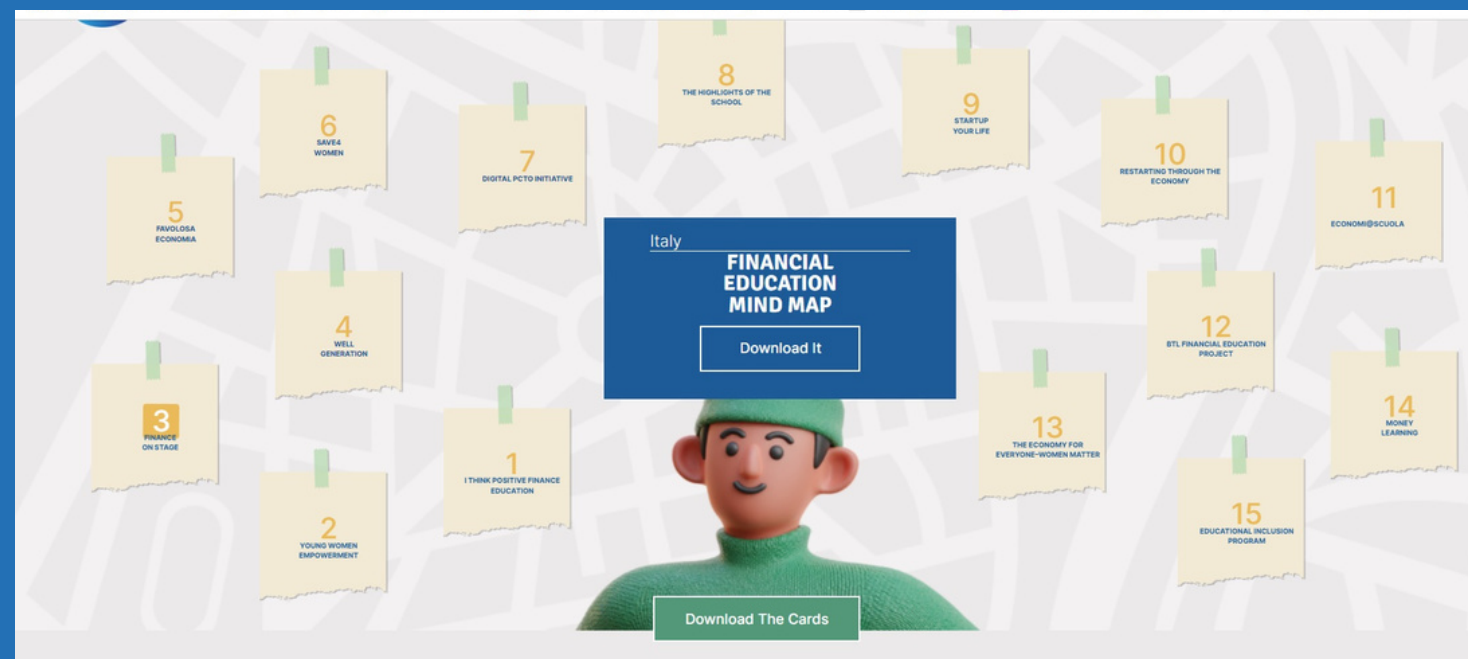 8
THE HIGHLIGHTS OF THE
SCHOOL
6
SAVE4
WOMEN
9
STARTUP
YOUR LIFE
7
DIGITAL PCTO INITIATIVE
10
RESTARTING THROUGH THE
ECONOMY
5
FAVOLOSA
ECONOMIA
11
ECONOMI@SCUOLA
Italy
FINANCIAL
EDUCATION
MIND MAP
Download It
4
WELL
GENERATION
12
BTL FINANCIAL EDUCATION
PROJECT
3
FINANCE
ON STAGE
14
MONEY
LEARNING
13
THE ECONOMY FOR
EVERYONE-WOMEN MATTER
1
I THINK POSITIVE FINANCE
EDUCATION
2
YOUNG WOMEN
EMPOWERMENT
15
EDUCATIONAL INCLUSION
PROGRAM
Download The Cards